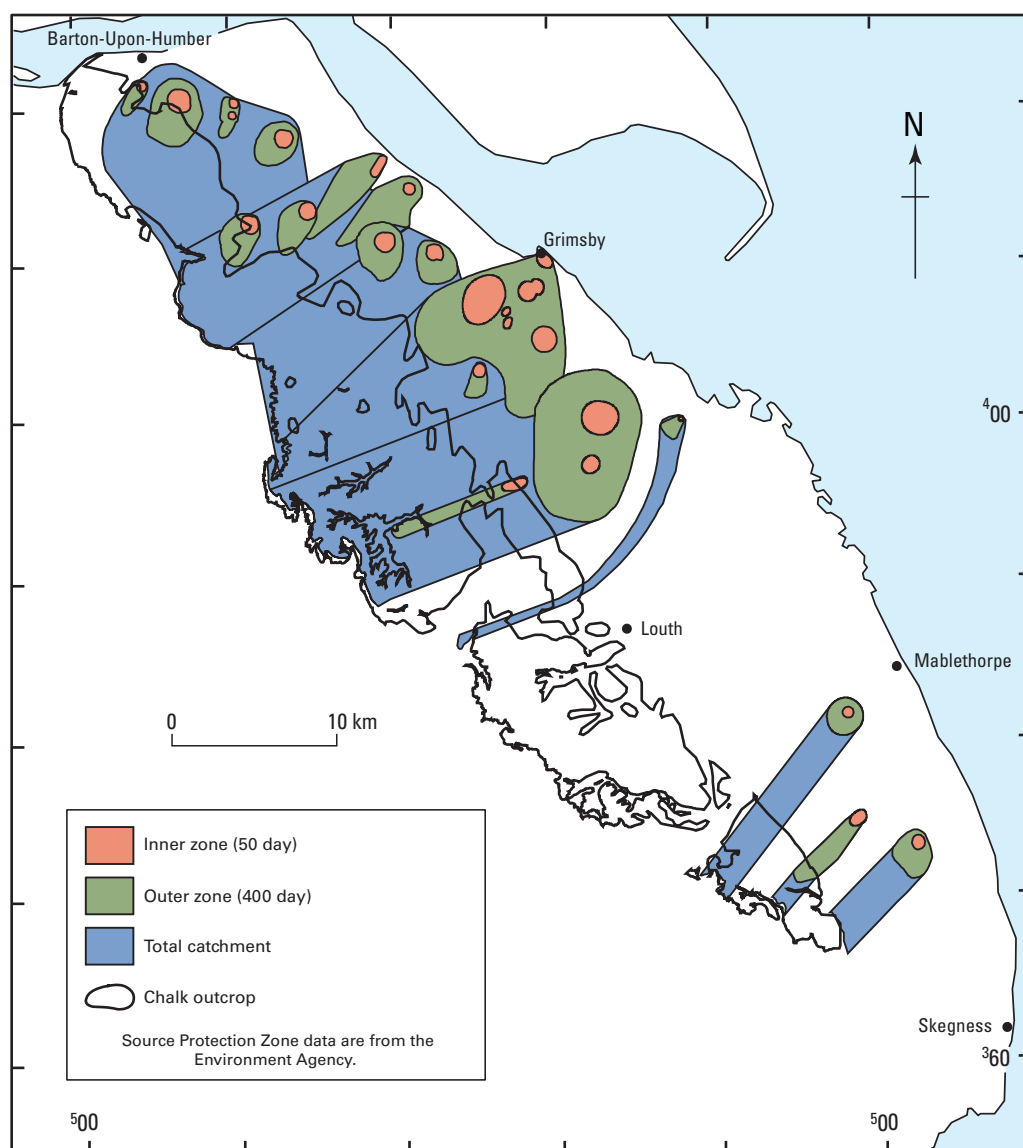 Barton-Upon-Humber
N
Grimsby
⁴00
Louth
Mablethorpe
0 10 km
Inner zone (50 day)
Outer zone (400 day)
Total catchment
Chalk outcrop
Source Protection Zone data are from the
Environment Agency.
Skegness
³60
⁵00 ⁵00